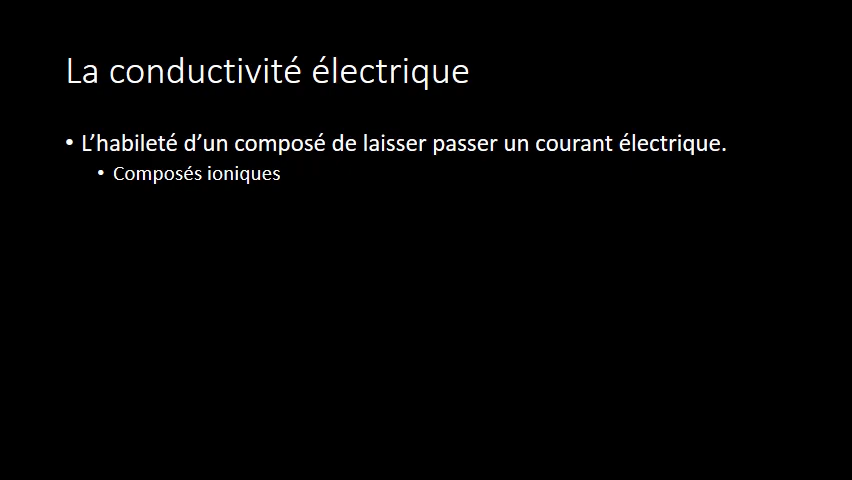 La conductivité électrique
• L’habileté d’un composé de laisser passer un courant électrique.
• Composés ioniques